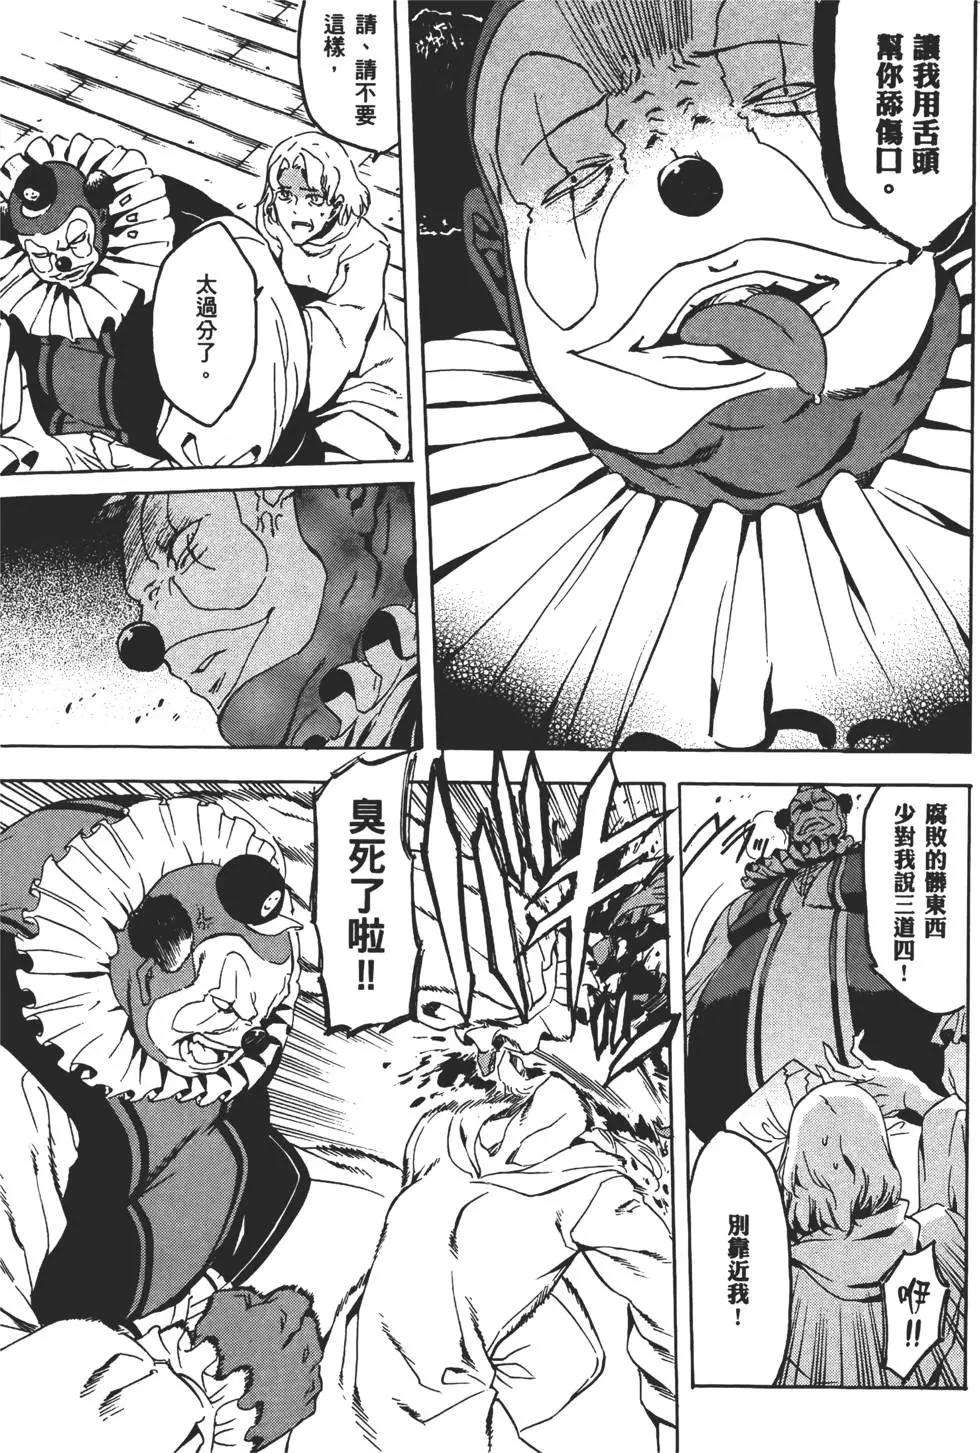 讓我用舌頭
幫你舔傷口。
請、請不要
這樣，
太過分了。
腐敗的髒東西
少對我說三道四！
咿!!
別靠近我！
臭死了啦!!